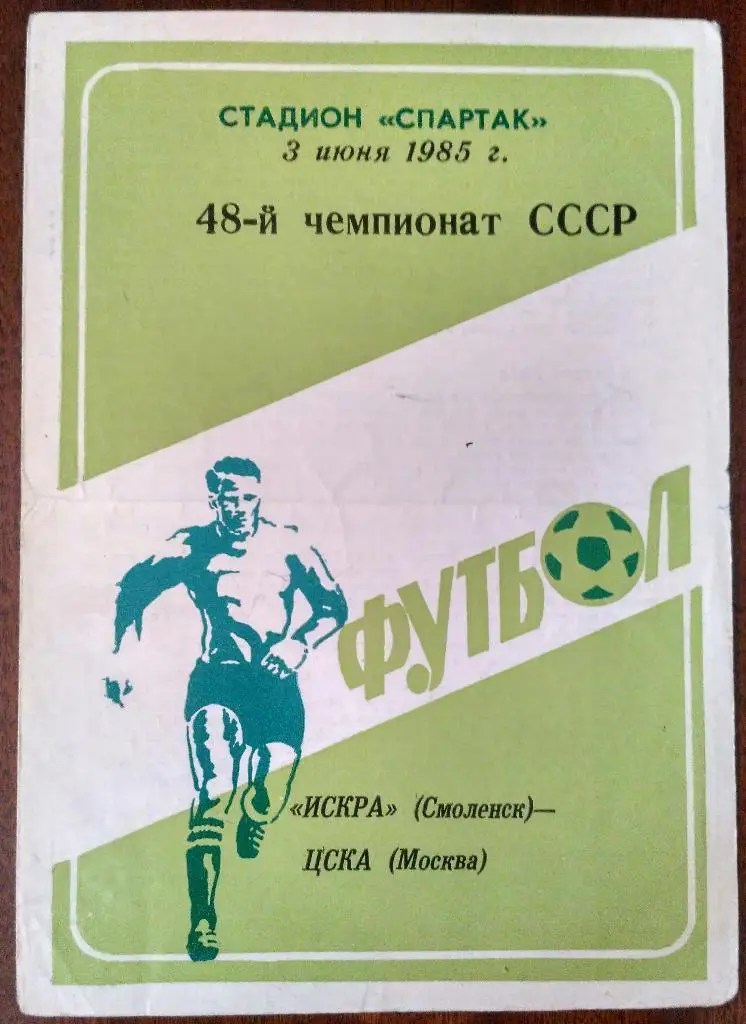 СТАДИОН «СПАРТАК»
3 июня 1985 г.
48-й чемпионат СССР
ФУТБОЛ
«ИСКРА» (Смоленск)—
ЦСКА (Москва)